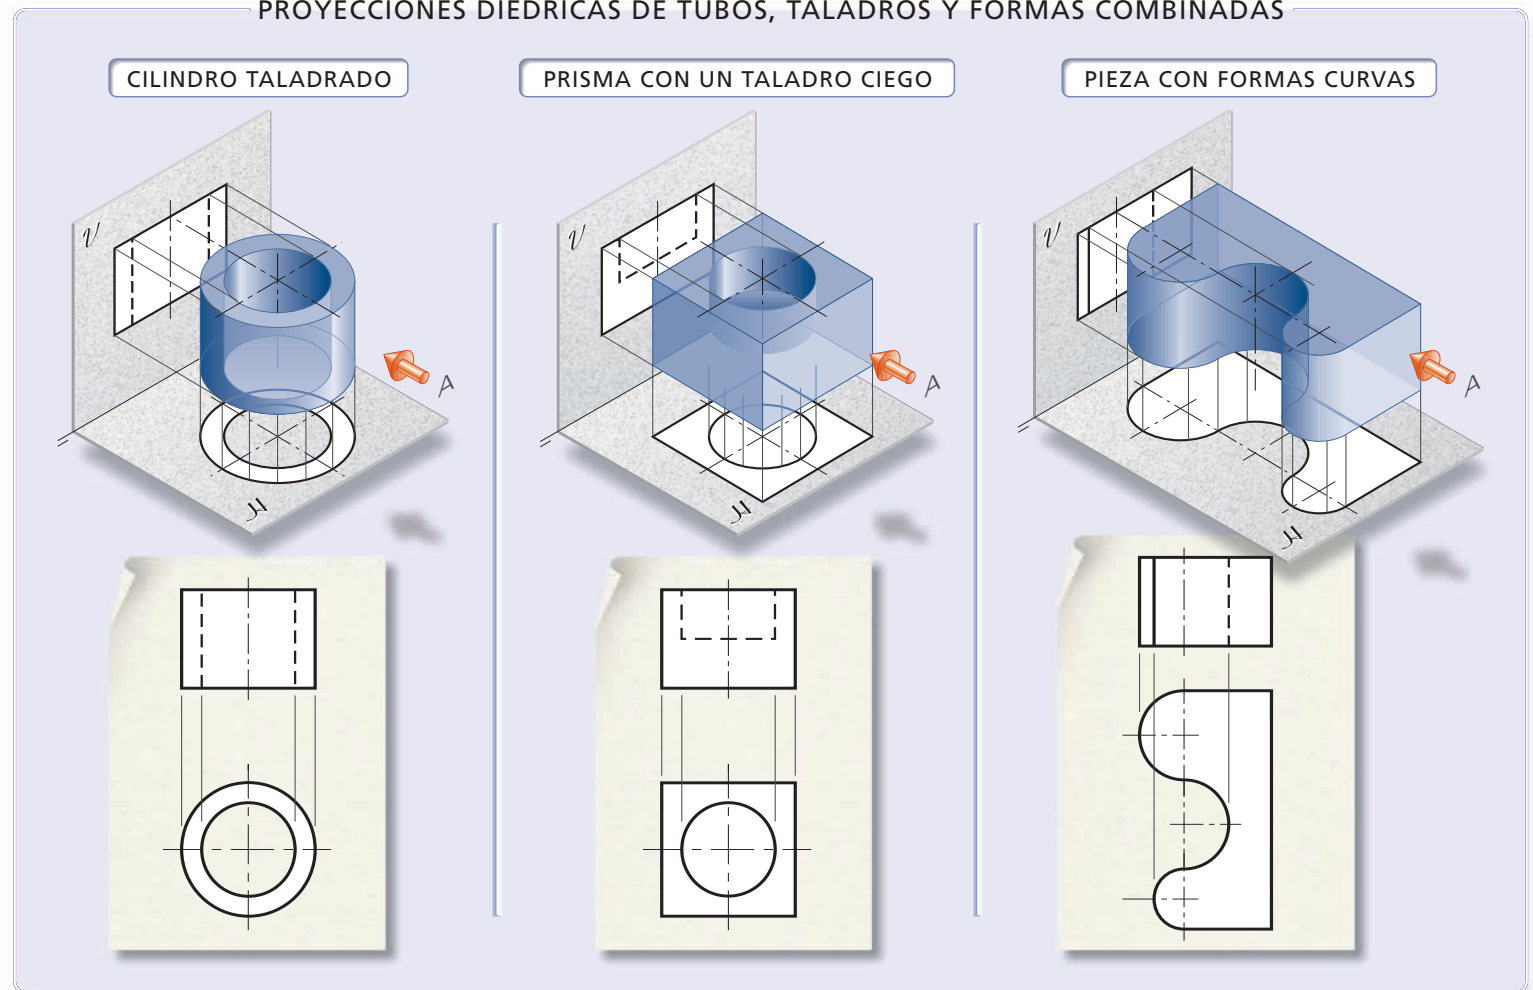 PROYECCIONES DIÉDRICAS DE TUBOS, TALADROS Y FORMAS COMBINADAS
CILINDRO TALADRADO
PRISMA CON UN TALADRO CIEGO
PIEZA CON FORMAS CURVAS
V
V
V
A
A
A
H
H
H